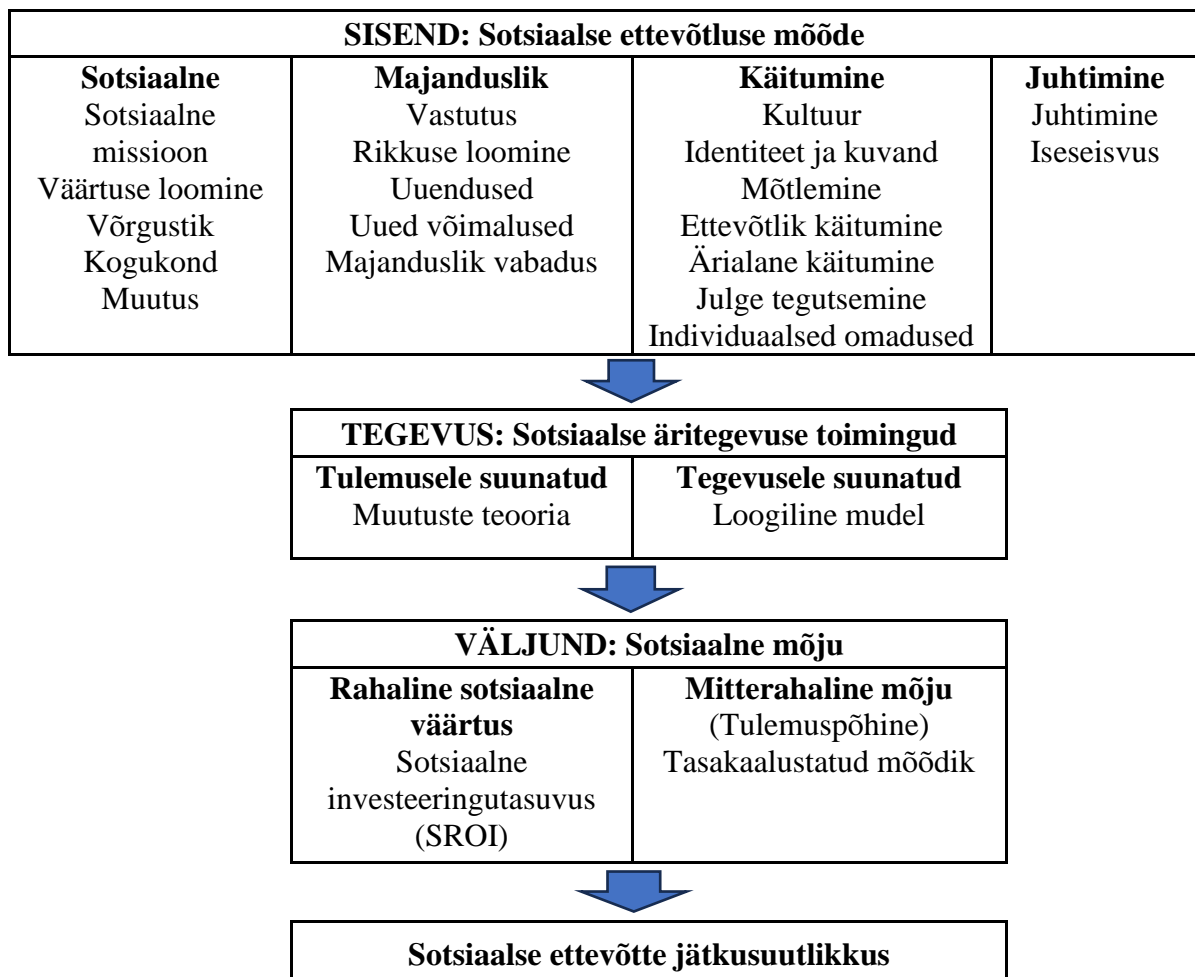 SISEND: Sotsiaalse ettevõtluse mõõde
Sotsiaalne
Sotsiaalne
missioon
Väärtuse loomine
Võrgustik
Kogukond
Muutus
Majanduslik
Vastutus
Rikkuse loomine
Uuendused
Uued võimalused
Majanduslik vabadus
Käitumine
Kultuur
Identiteet ja kuvand
Mõtlemine
Ettevõtlik käitumine
Ärialane käitumine
Julge tegutsemine
Individuaalsed omadused
Juhtimine
Juhtimine
Iseseisvus
TEGEVUS: Sotsiaalse äritegevuse toimingud
Tulemusele suunatud
Muutuste teooria
Tegevusele suunatud
Loogiline mudel
VÄLJUND: Sotsiaalne mõju
Rahaline sotsiaalne
väärtus
Sotsiaalne
investeeringutasuvus
(SROI)
Mitterahaline mõju
(Tulemuspõhine)
Tasakaalustatud mõõdik
Sotsiaalse ettevõtte jätkusuutlikkus